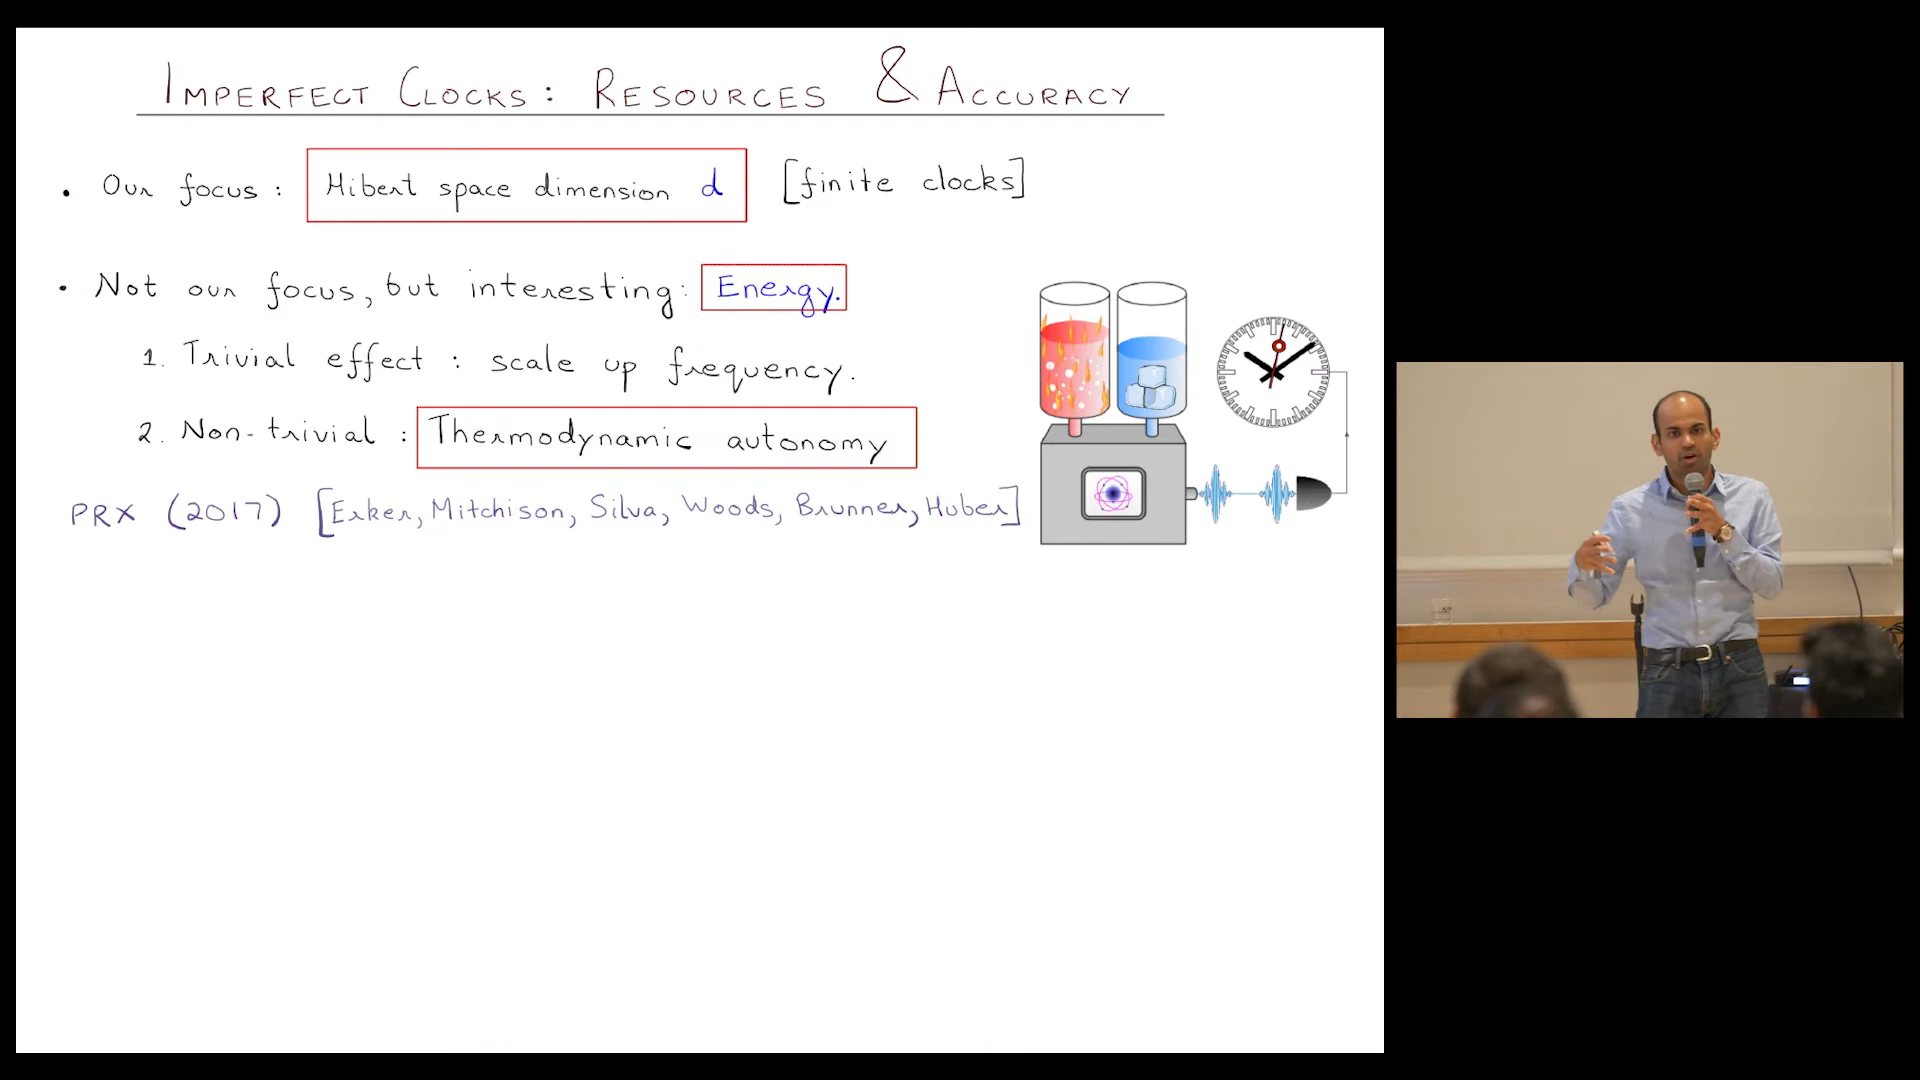 IMPERFECT CLOCKS: RESOURCES & ACCURACY
• Our focus: Hibert space dimension d [finite clocks]
• Not our focus, but interesting: Energy.
1. Trivial effect: scale up frequency.
2. Non-trivial: Thermodynamic autonomy
PRX (2017) [Erker, Mitchison, Silva, Woods, Brunner, Huber]